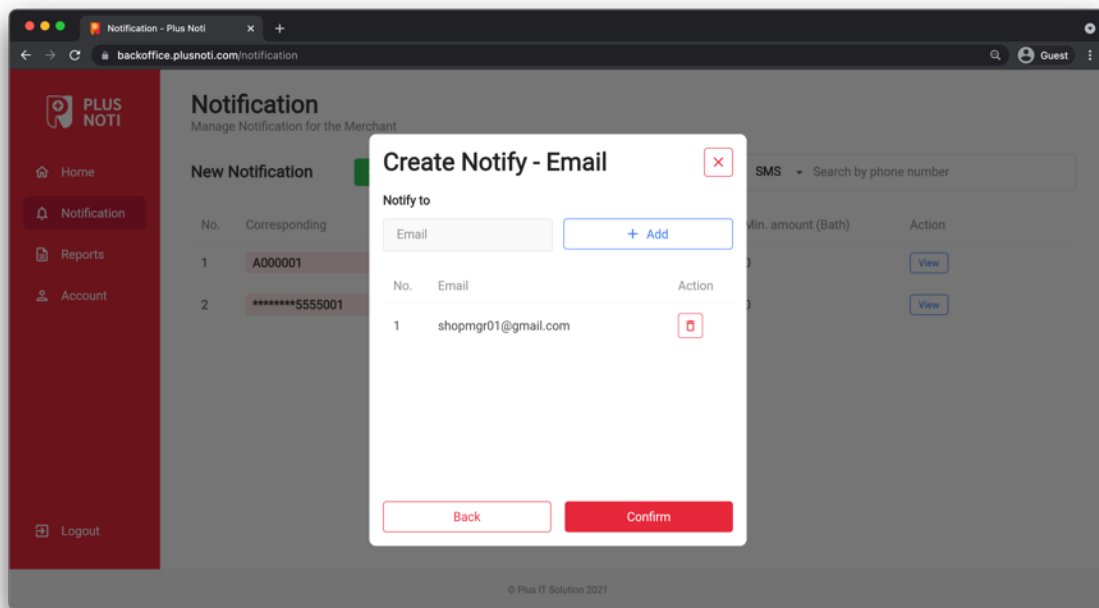 Notification - Plus Noti
backoffice.plusnoti.com/notification
Guest
PLUS
NOTI
Home
Notification
Reports
Account
Logout
Notification
Manage Notification for the Merchant
New Notification
SMS
Search by phone number
No. Corresponding
Min. amount (Bath) Action
1 A000001
View
2 ********5555001
View
Create Notify - Email
Notify to
Email
+ Add
No. Email Action
1 shopmgr01@gmail.com
Back
Confirm
© Plus IT Solution 2021